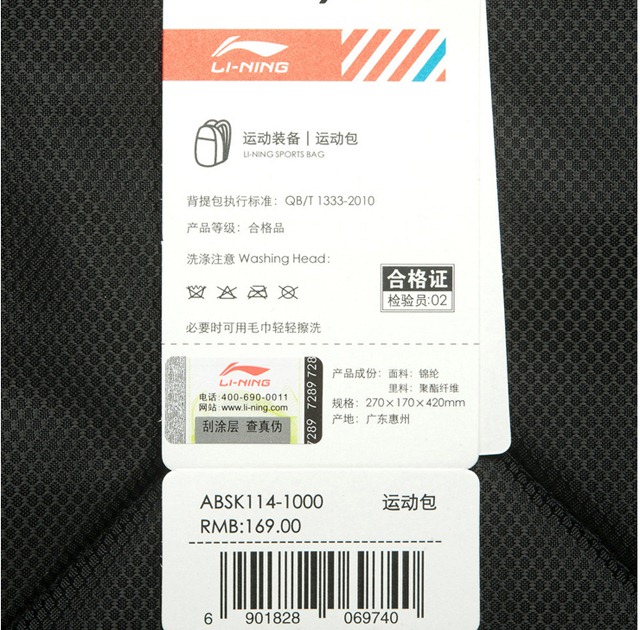 LI-NING
运动装备 | 运动包
LI-NING SPORTS BAG
背提包执行标准：QB/T 1333-2010
产品等级：合格品
洗涤注意 Washing Head:
合格证
检验员:02
必要时可用毛巾轻轻擦洗
LI-NING
电话:400-690-0011
网站:www.li-ning.com
刮涂层 查真伪
7289 7289 728
产品成份：面料：锦纶
里料：聚酯纤维
规格：270×170×420mm
产地：广东惠州
ABSK114-1000 运动包
RMB:169.00
6 901828 069740